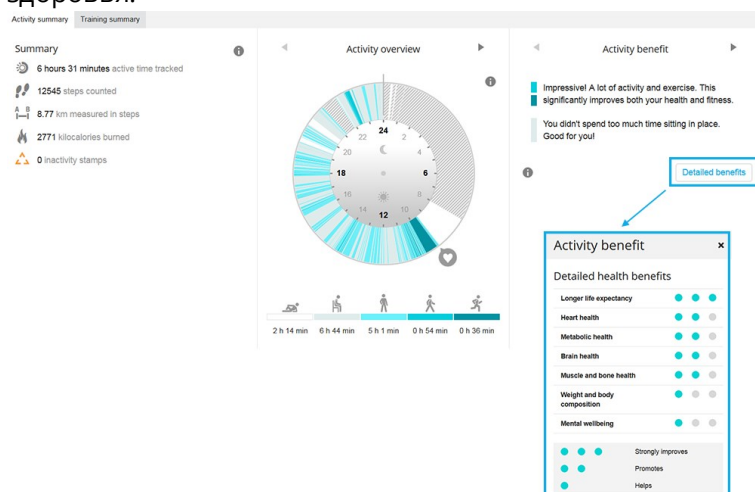 здоровья.
Activity summary
Training summary
Summary
6 hours 31 minutes active time tracked
12545 steps counted
A B
8.77 km measured in steps
2771 kilocalories burned
0 inactivity stamps
Activity overview
24
22
2
20
4
18
6
16
8
14
10
12
2 h 14 min
6 h 44 min
5 h 1 min
0 h 54 min
0 h 36 min
Activity benefit
Impressive! A lot of activity and exercise. This
significantly improves both your health and fitness.
You didn't spend too much time sitting in place.
Good for you!
Detailed benefits
Activity benefit ×
Detailed health benefits
Longer life expectancy
Heart health
Metabolic health
Brain health
Muscle and bone health
Weight and body
composition
Mental wellbeing
Strongly improves
Promotes
Helps